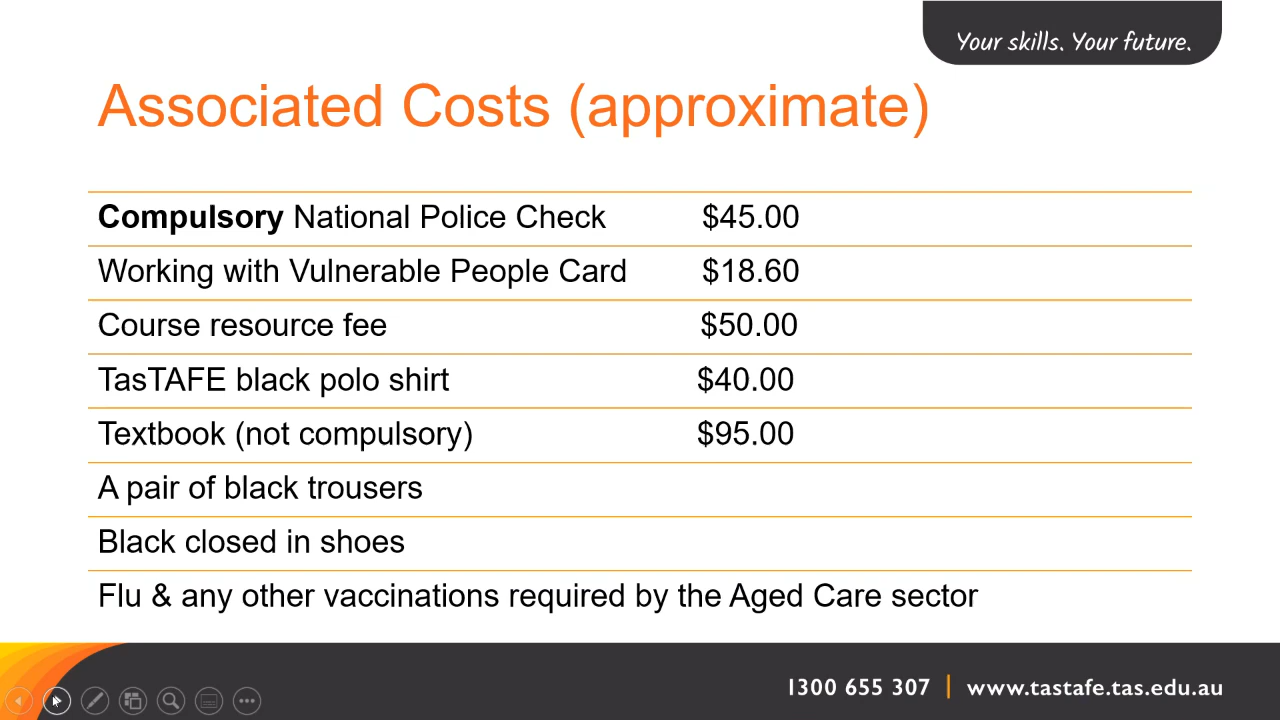 Your skills. Your future.
Associated Costs (approximate)
Compulsory National Police Check $45.00
Working with Vulnerable People Card $18.60
Course resource fee $50.00
TasTAFE black polo shirt $40.00
Textbook (not compulsory) $95.00
A pair of black trousers
Black closed in shoes
Flu & any other vaccinations required by the Aged Care sector
1300 655 307 | www.tastafe.tas.edu.au